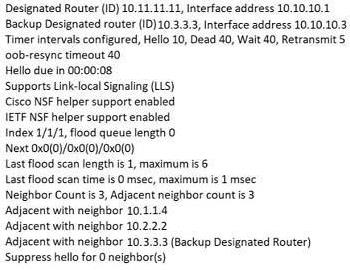 Designated Router (ID) 10.11.11.11, Interface address 10.10.10.1
Backup Designated router (ID) 10.3.3.3, Interface address 10.10.10.3
Timer intervals configured, Hello 10, Dead 40, Wait 40, Retransmit 5
oob-resync timeout 40
Hello due in 00:00:08
Supports Link-local Signaling (LLS)
Cisco NSF helper support enabled
IETF NSF helper support enabled
Index 1/1/1, flood queue length 0
Next 0x0(0)/0x0(0)/0x0(0)
Last flood scan length is 1, maximum is 6
Last flood scan time is 0 msec, maximum is 1 msec
Neighbor Count is 3, Adjacent neighbor count is 3
Adjacent with neighbor 10.1.1.4
Adjacent with neighbor 10.2.2.2
Adjacent with neighbor 10.3.3.3 (Backup Designated Router)
Suppress hello for 0 neighbor(s)